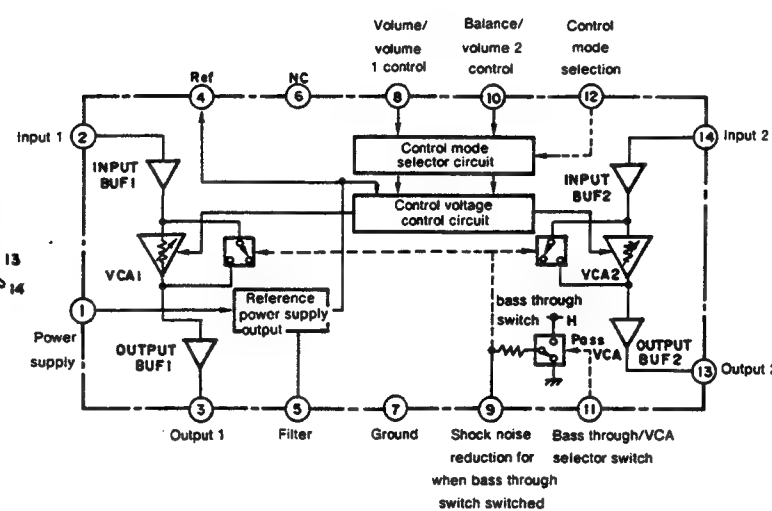 Volume/
volume
1 control
Balance/
volume 2
control
Control
mode
selection
Ref
NC
4
6
8
10
12
Input 1
2
14
Input 2
INPUT
BUF1
Control mode
selector circuit
INPUT
BUF2
Control voltage
control circuit
13
14
VCA1
VCA2
1
Power
supply
Reference
power supply
output
bass through
switch
H
Pass
VCA
OUTPUT
BUF1
OUTPUT
BUF2
13
Output
3
5
7
9
11
Output 1
Filter
Ground
Shock noise
reduction for
when bass through
switch switched
Bass through/VCA
selector switch